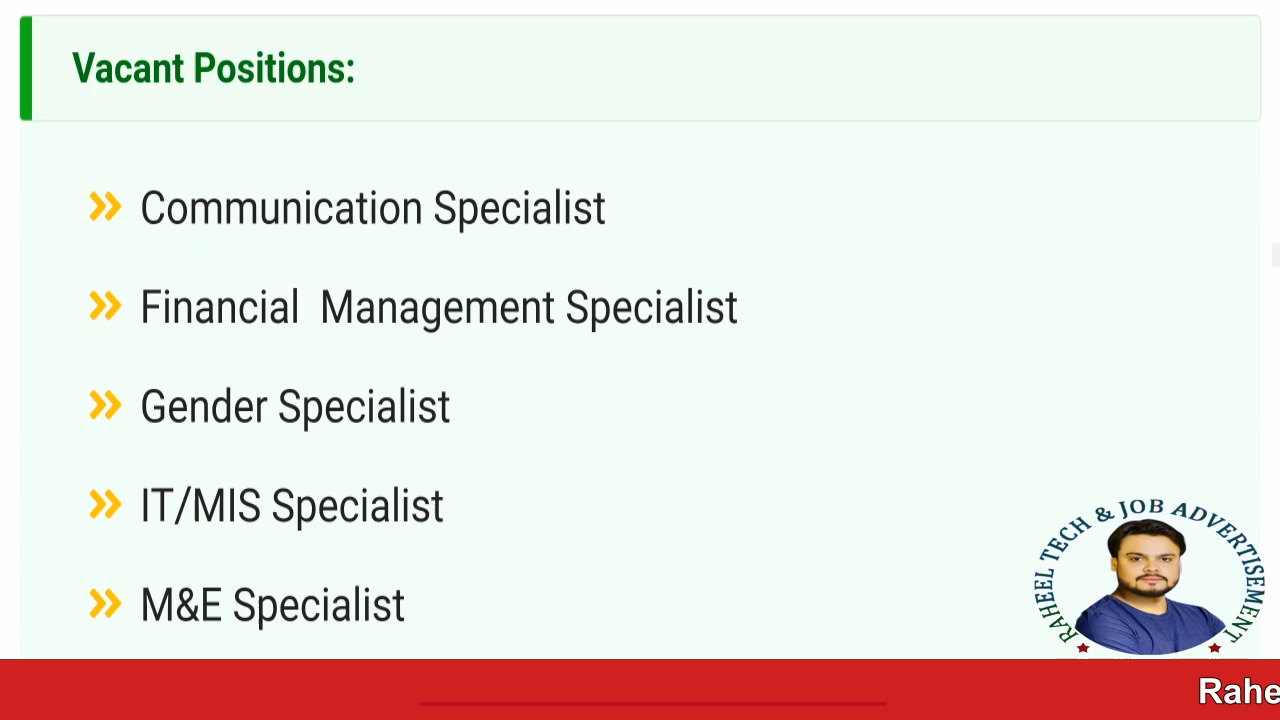 Vacant Positions:
Communication Specialist
Financial Management Specialist
Gender Specialist
IT/MIS Specialist
M&E Specialist
RAHEEL TECH & JOB ADVERTISEMENT
Rahe